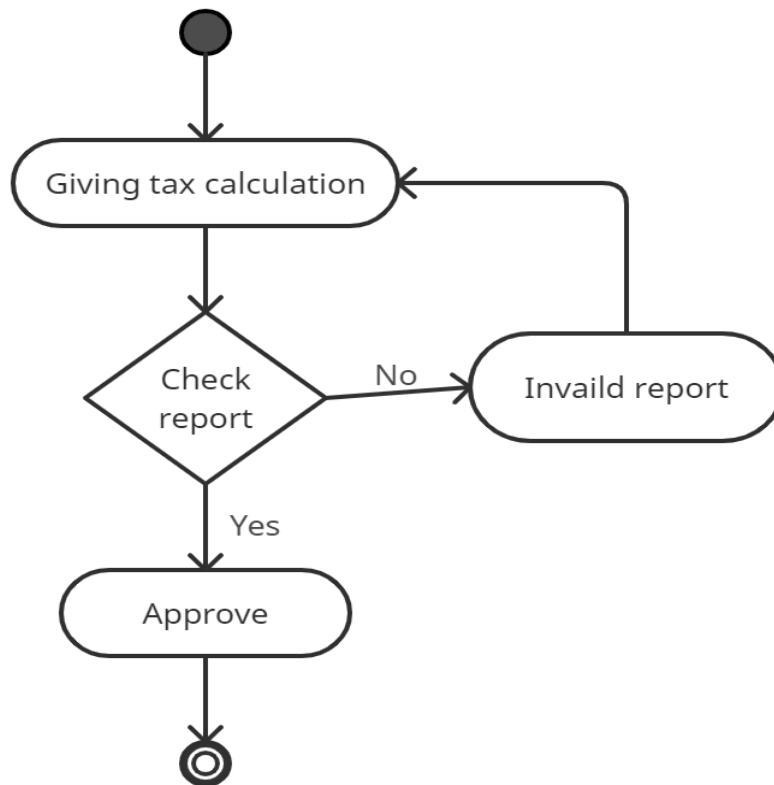 Giving tax calculation
Check
report
No
Invaild report
Yes
Approve